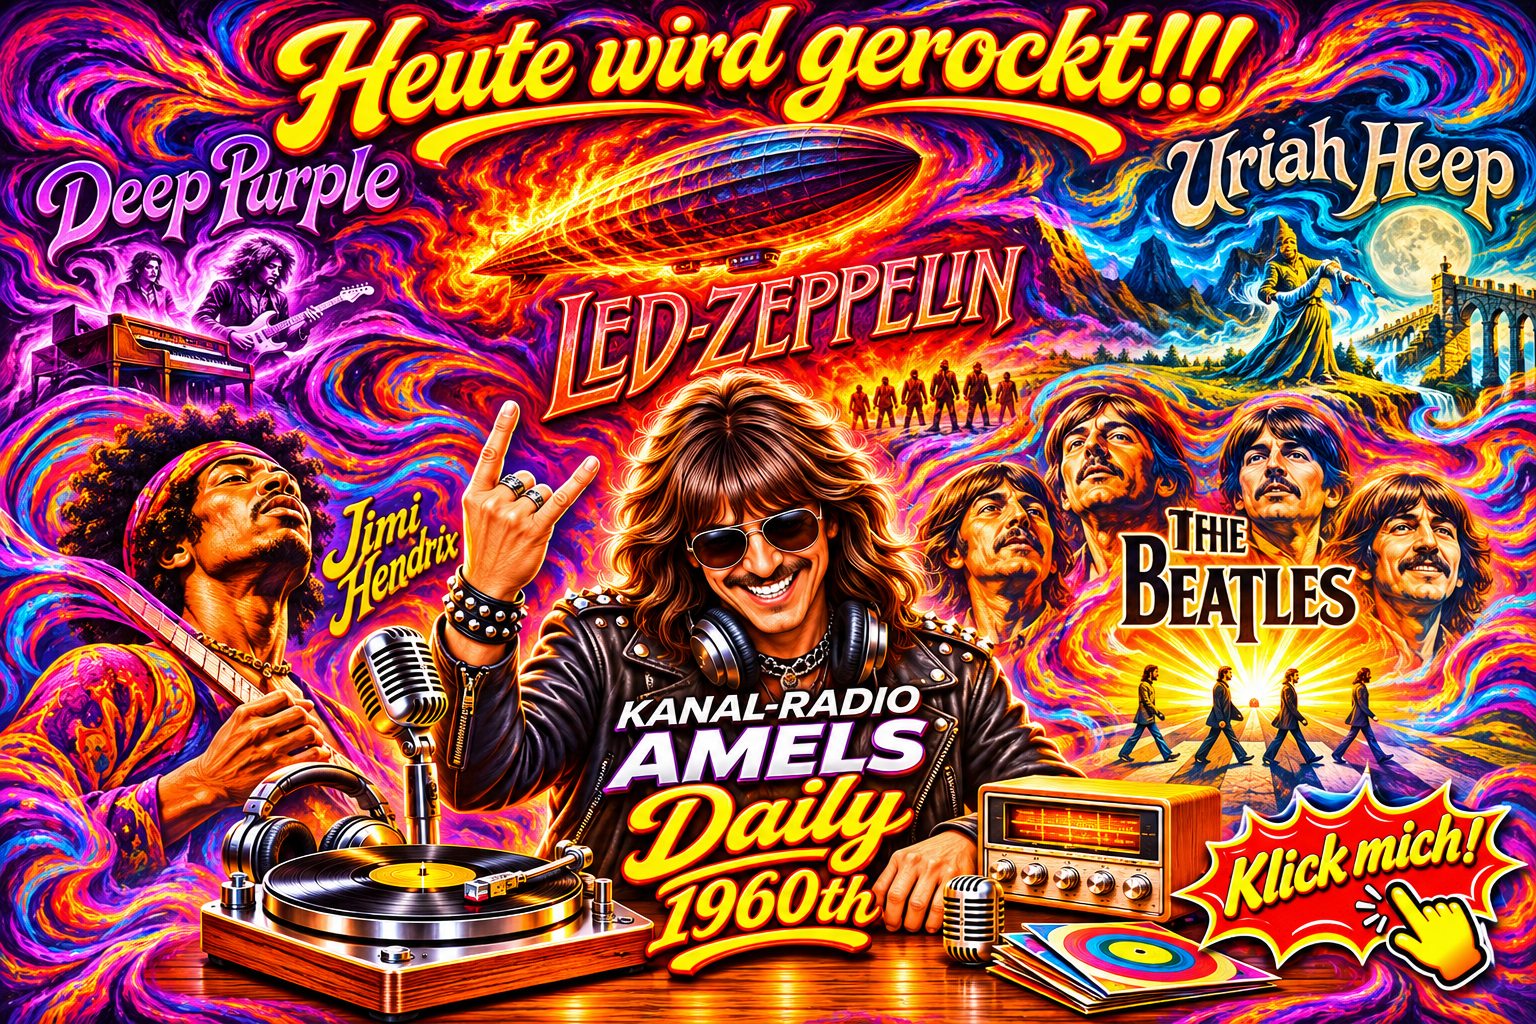 Heute wird gerockt!!!
Deep Purple
Uriah Heep
LED-ZEPPELIN
Jimi
Hendrix
THE
BEATLES
KANAL-RADIO
AMELS
Daily
1960th
Klick mich!